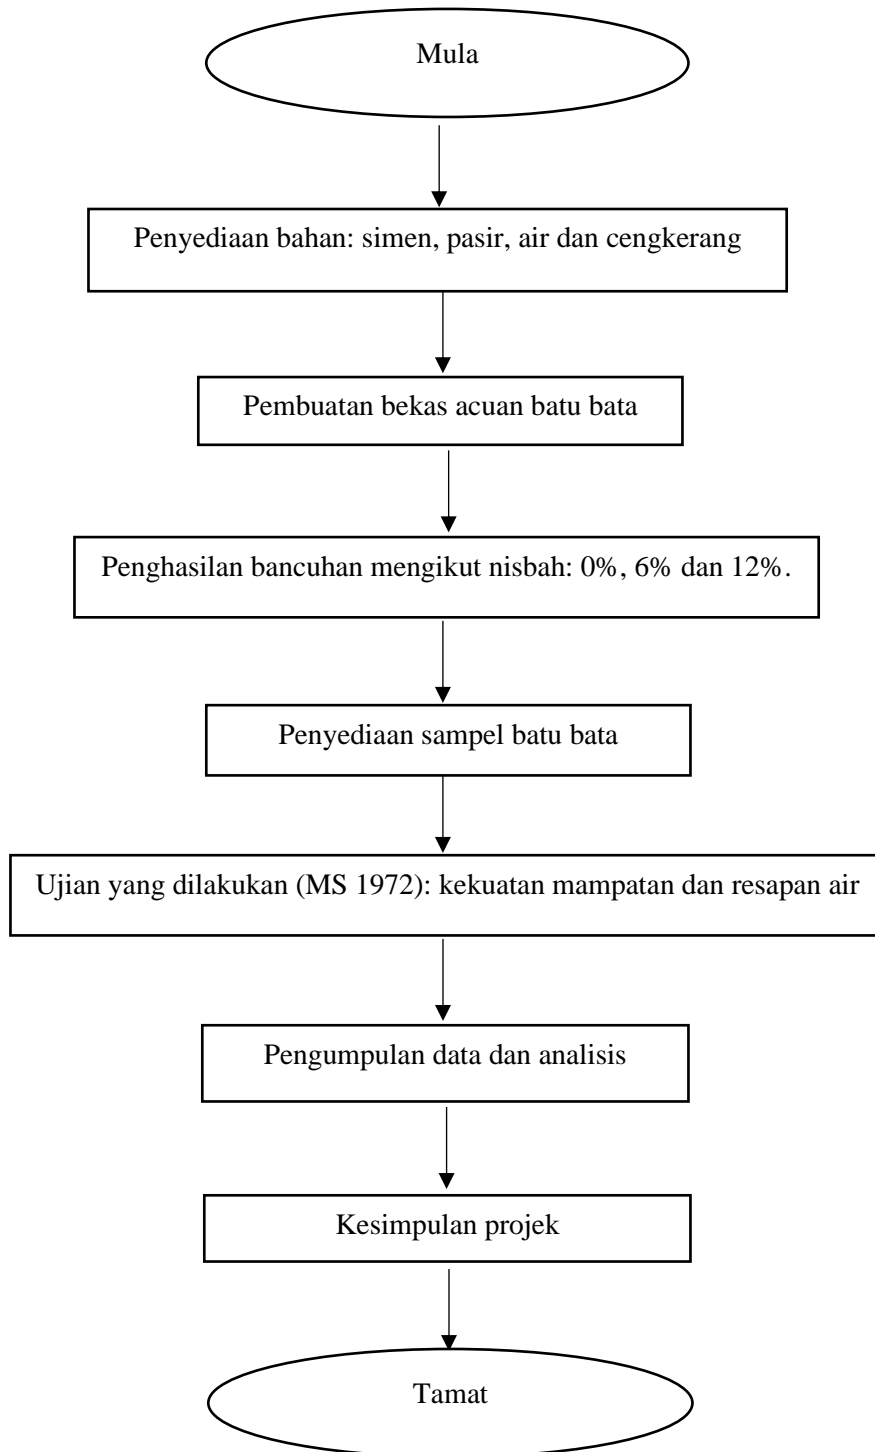 Mula
Penyediaan bahan: simen, pasir, air dan cengkerang
Pembuatan bekas acuan batu bata
Penghasilan bancuhan mengikut nisbah: 0%, 6% dan 12%.
Penyediaan sampel batu bata
Ujian yang dilakukan (MS 1972): kekuatan mampatan dan resapan air
Pengumpulan data dan analisis
Kesimpulan projek
Tamat